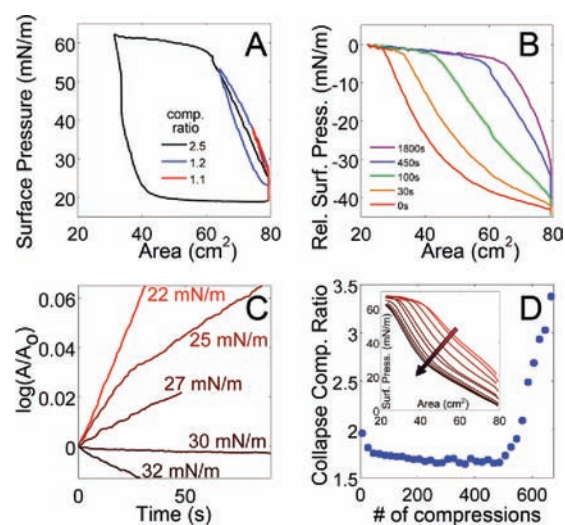 A
Surface Pressure (mN/m)
60
50
40
30
20
comp.
ratio
2.5
1.2
1.1
20 40 60 80
Area (cm²)
B
Rel. Surf. Press. (mN/m)
0
-10
-20
-30
-40
1800s
450s
100s
30s
0s
20 40 60 80
Area (cm²)
C
log(A/A₀)
0.06
0.04
0.02
0
22 mN/m
25 mN/m
27 mN/m
30 mN/m
32 mN/m
0 50
Time (s)
D
Collapse Comp. Ratio
3.5
3
2.5
2
1.5
Surf. Press. (mN/m)
60
40
20
0
20 40 60 80
Area (cm²)
0 200 400 600
# of compressions